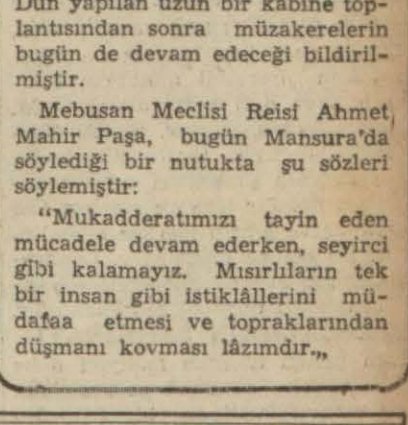 Dün yapılan uzun bir kabine top-
lantısından sonra müzakerelerin
bugün de devam edeceği bildiril-
miştir.
Mebusan Meclisi Reisi Ahmet
Mahir Paşa, bugün Mansura'da
söylediği bir nutukta şu sözleri
söylemiştir:
“Mukadderatımızı tayin eden
mücadele devam ederken, seyirci
gibi kalamayız. Mısırlıların tek
bir insan gibi istiklâllerini mü-
dafaa etmesi ve topraklarından
düşmanı kovması lâzımdır.„